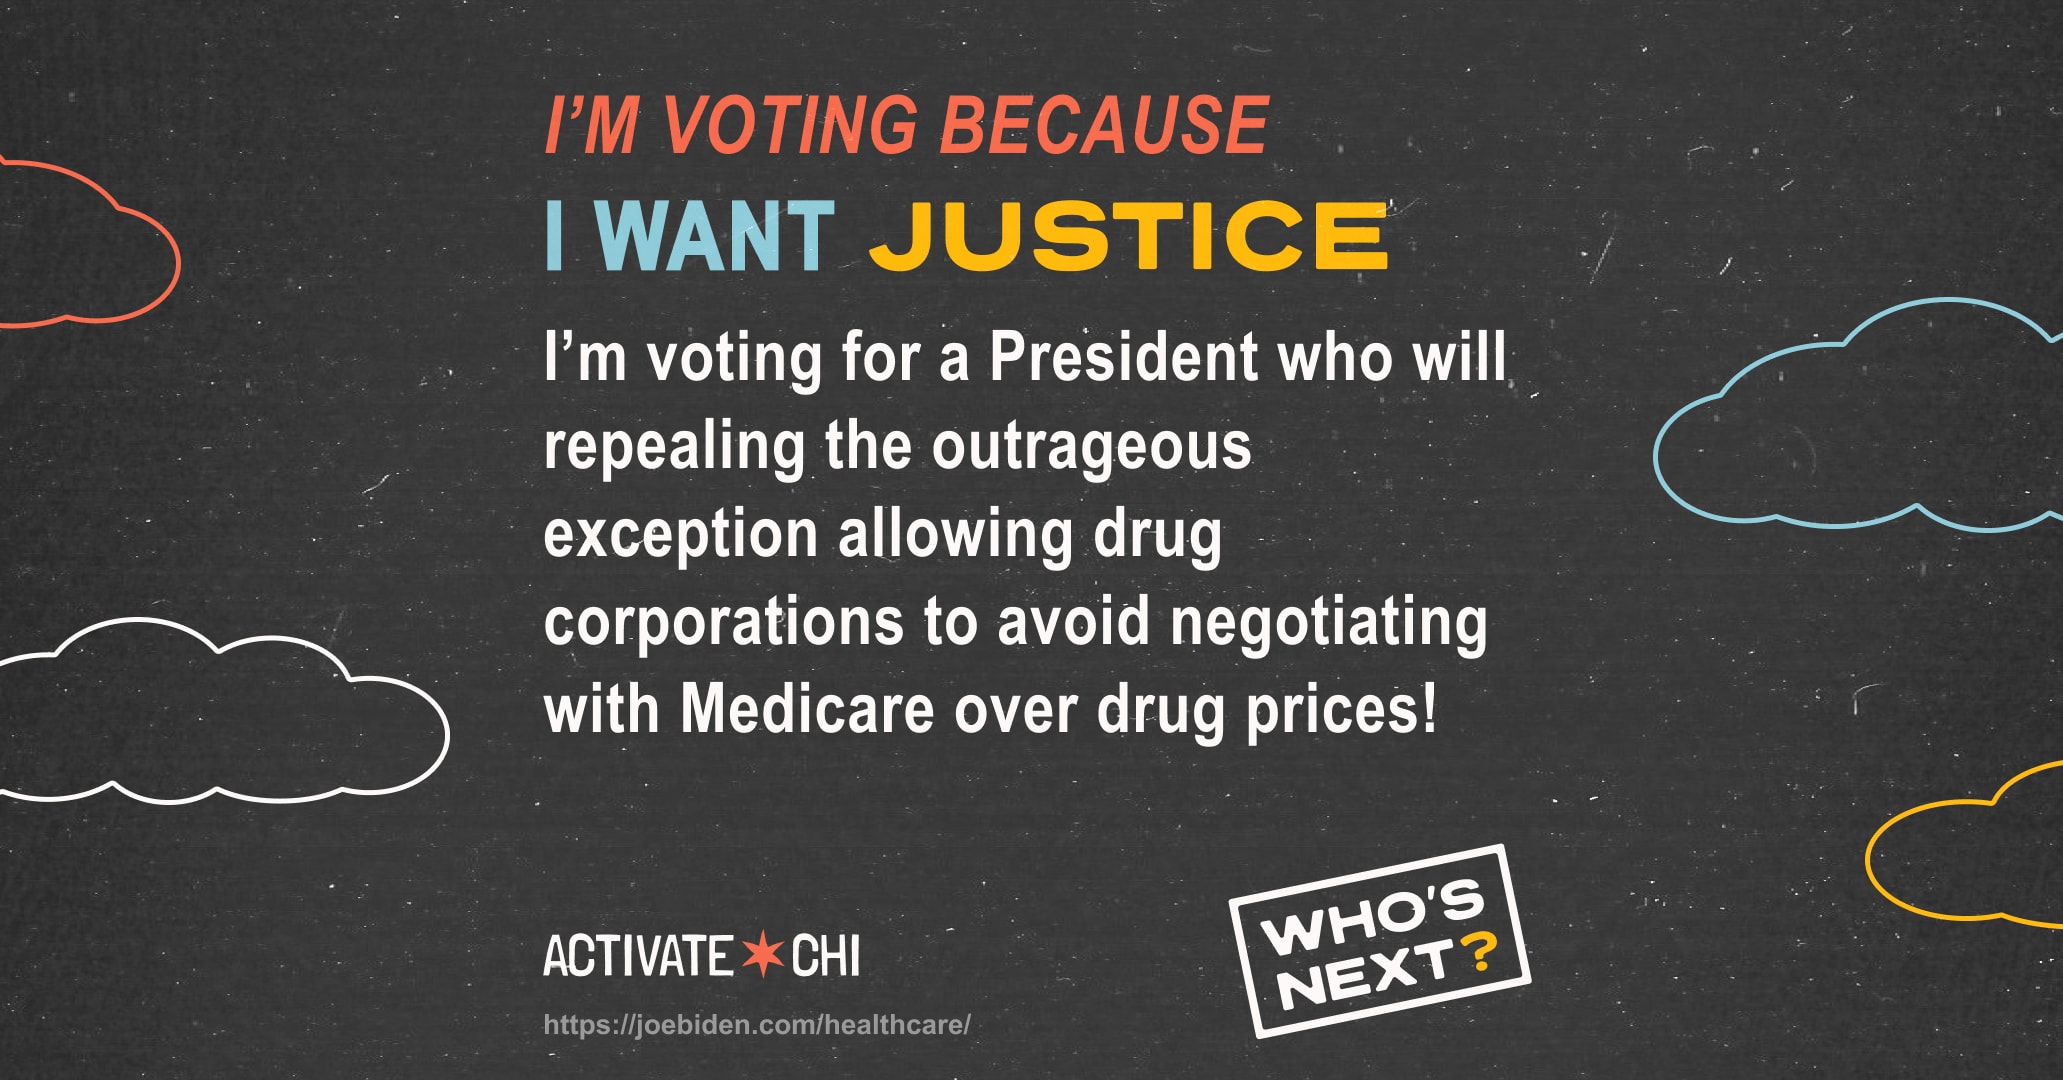 I’M VOTING BECAUSE
I WANT JUSTICE
I’m voting for a President who will
repealing the outrageous
exception allowing drug
corporations to avoid negotiating
with Medicare over drug prices!
ACTIVATE CHI
https://joebiden.com/healthcare/
WHO'S
NEXT?